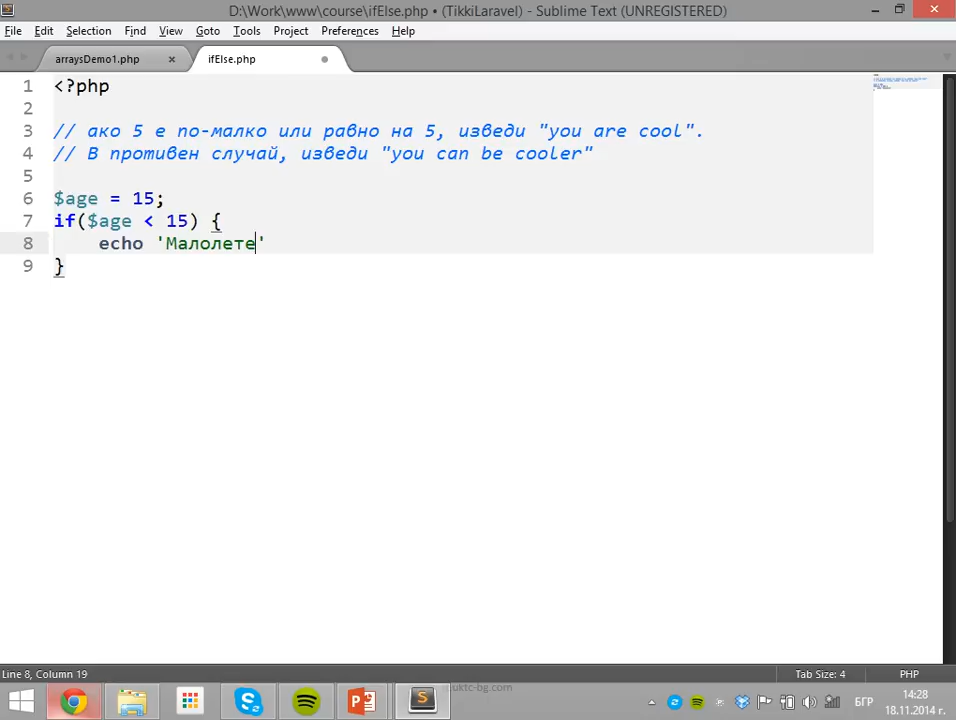 D:\Work\www\course\ifElse.php • (TikkiLaravel) - Sublime Text (UNREGISTERED)
File Edit Selection Find View Goto Tools Project Preferences Help
arraysDemo1.php ifElse.php
1 <?php
2
3 // ако 5 е по-малко или равно на 5, изведи "you are cool".
4 // В противен случай, изведи "you can be cooler"
5
6 $age = 15;
7 if($age < 15) {
8 echo 'Малолете'
9 }
Line 8, Column 19 Tab Size: 4 PHP
uktc-bg.com
БГР 14:28
18.11.2014 г.